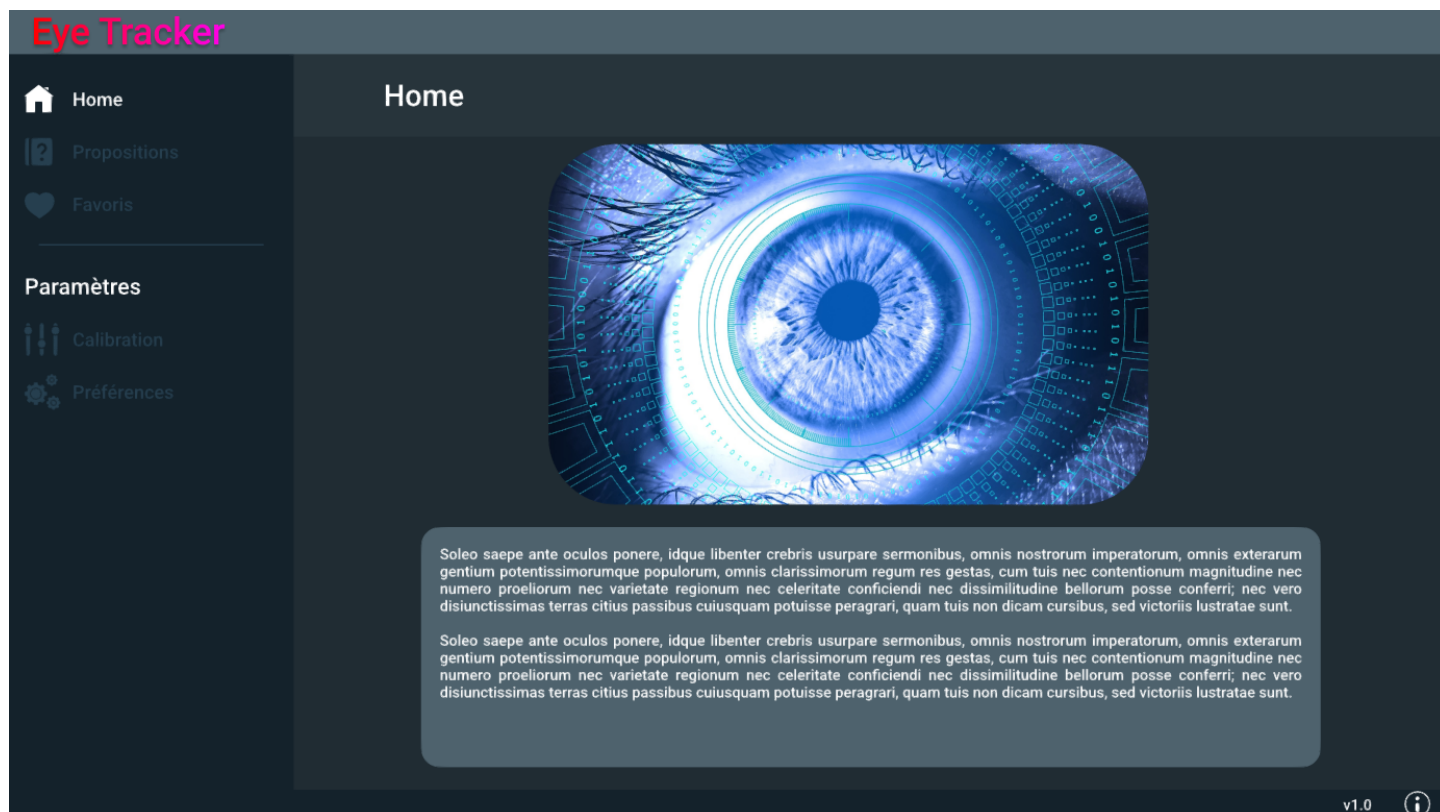 Eye Tracker
Home
Propositions
Favoris
Paramètres
Calibration
Préférences
Home
Soleo saepe ante oculos ponere, idque libenter crebris usurpare sermonibus, omnis nostrorum imperatorum, omnis exterarum
gentium potentissimorumque populorum, omnis clarissimorum regum res gestas, cum tuis nec contentionum magnitudine nec
numero proeliorum nec varietate regionum nec celeritate conficiendi nec dissimilitudine bellorum posse conferri; nec vero
disiunctissimas terras citius passibus cuiusquam potuisse peragrari, quam tuis non dicam cursibus, sed victoriis lustratae sunt.
Soleo saepe ante oculos ponere, idque libenter crebris usurpare sermonibus, omnis nostrorum imperatorum, omnis exterarum
gentium potentissimorumque populorum, omnis clarissimorum regum res gestas, cum tuis nec contentionum magnitudine nec
numero proeliorum nec varietate regionum nec celeritate conficiendi nec dissimilitudine bellorum posse conferri; nec vero
disiunctissimas terras citius passibus cuiusquam potuisse peragrari, quam tuis non dicam cursibus, sed victoriis lustratae sunt.
v1.0